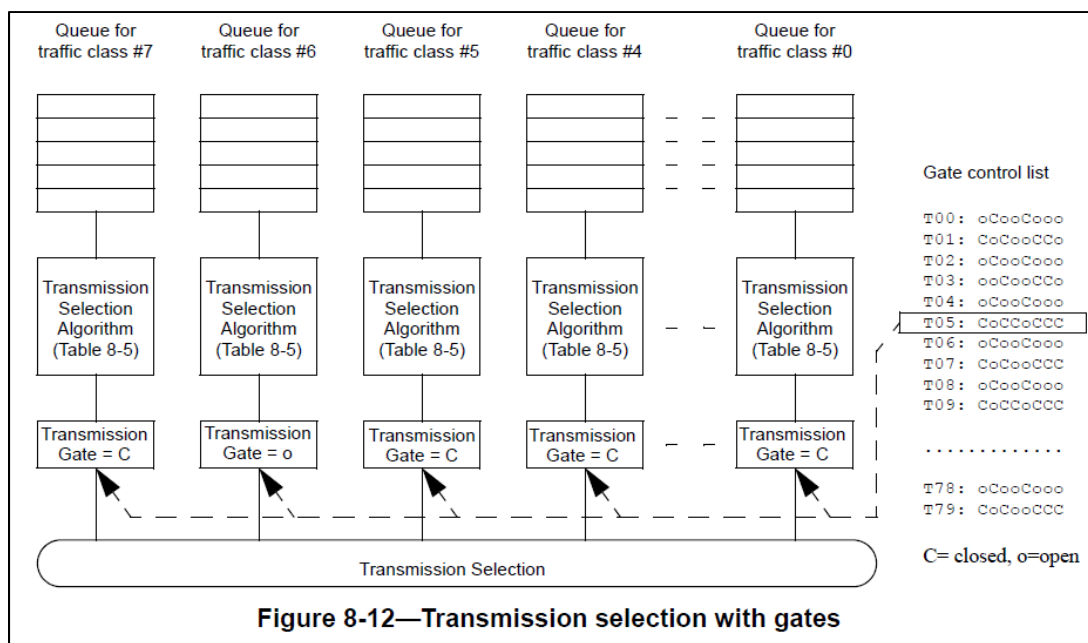 Queue for
traffic class #7
Queue for
traffic class #6
Queue for
traffic class #5
Queue for
traffic class #4
Queue for
traffic class #0
Transmission
Selection
Algorithm
(Table 8-5)
Transmission
Selection
Algorithm
(Table 8-5)
Transmission
Selection
Algorithm
(Table 8-5)
Transmission
Selection
Algorithm
(Table 8-5)
Transmission
Selection
Algorithm
(Table 8-5)
Transmission
Gate = C
Transmission
Gate = o
Transmission
Gate = C
Transmission
Gate = C
Transmission
Gate = C
Transmission Selection
Gate control list
T00: oCooCooo
T01: CoCooCCo
T02: oCooCooo
T03: ooCooCCo
T04: oCooCooo
T05: CoCCoCCC
T06: oCooCooo
T07: CoCooCCC
T08: oCooCooo
T09: CoCCoCCC
.............
T78: oCooCooo
T79: CoCooCCC
C= closed, o=open
Figure 8-12—Transmission selection with gates